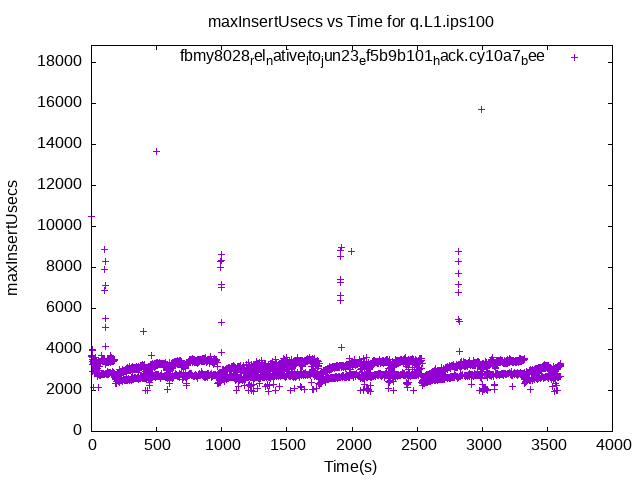 maxInsertUsecs vs Time for q.L1.ips100
fbmy8028relnativeltojun23ef5b9b101hack.cy10a7bee
18000
16000
14000
12000
10000
8000
6000
4000
2000
0
maxInsertUsecs
0 500 1000 1500 2000 2500 3000 3500 4000
Time(s)